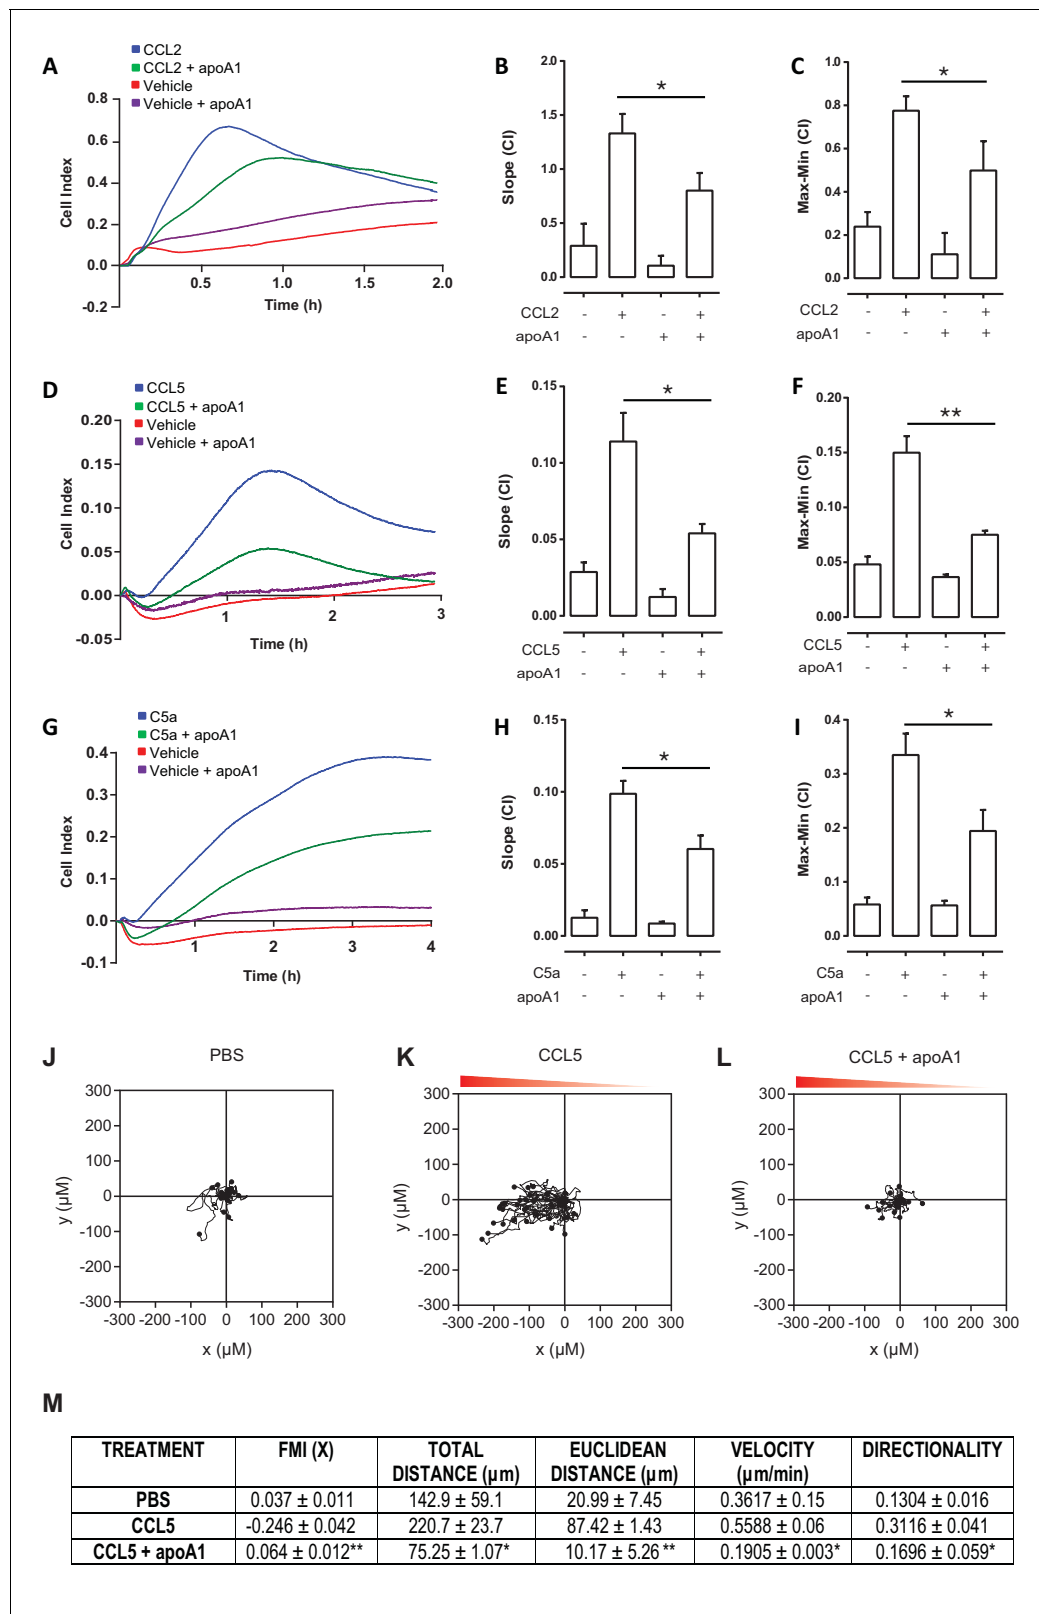 A
CCL2
CCL2 + apoA1
Vehicle
Vehicle + apoA1
0.8
0.6
0.4
0.2
0.0
-0.2
Cell Index
0.5
1.0
1.5
2.0
Time (h)
B
2.0
1.5
1.0
0.5
0.0
Slope (CI)
*
CCL2 - + - +
apoA1 - - + +
C
1.0
0.8
0.6
0.4
0.2
0.0
Max-Min (CI)
*
- + - +
- - + +
D
CCL5
CCL5 + apoA1
Vehicle
Vehicle + apoA1
0.20
0.15
0.10
0.05
0.00
-0.05
Cell Index
1
2
3
Time (h)
E
0.15
0.10
0.05
0.00
Slope (CI)
*
CCL5 - + - +
apoA1 - - + +
F
0.20
0.15
0.10
0.05
0.00
Max-Min (CI)
**
CCL5 - + - +
apoA1 - - + +
G
C5a
C5a + apoA1
Vehicle
Vehicle + apoA1
0.4
0.3
0.2
0.1
0.0
-0.1
Cell Index
1
2
3
4
Time (h)
H
0.15
0.10
0.05
0.00
Slope (CI)
*
C5a - + - +
apoA1 - - + +
I
0.4
0.2
0.0
Max-Min (CI)
*
C5a - + - +
apoA1 - - + +
J
PBS
300
200
100
0
-100
-200
-300
y (µM)
-300 -200 -100 0 100 200 300
x (µM)
K
CCL5
300
200
100
0
-100
-200
-300
y (µM)
-300 -200 -100 0 100 200 300
x (µM)
L
CCL5 + apoA1
300
200
100
0
-100
-200
-300
y (µM)
-300 -200 -100 0 100 200 300
x (µM)
M
TREATMENT FMI (X) TOTAL DISTANCE (µm) EUCLIDEAN DISTANCE (µm) VELOCITY (µm/min) DIRECTIONALITY
PBS 0.037 ± 0.011 142.9 ± 59.1 20.99 ± 7.45 0.3617 ± 0.15 0.1304 ± 0.016
CCL5 -0.246 ± 0.042 220.7 ± 23.7 87.42 ± 1.43 0.5588 ± 0.06 0.3116 ± 0.041
CCL5 + apoA1 0.064 ± 0.012** 75.25 ± 1.07* 10.17 ± 5.26** 0.1905 ± 0.003* 0.1696 ± 0.059*